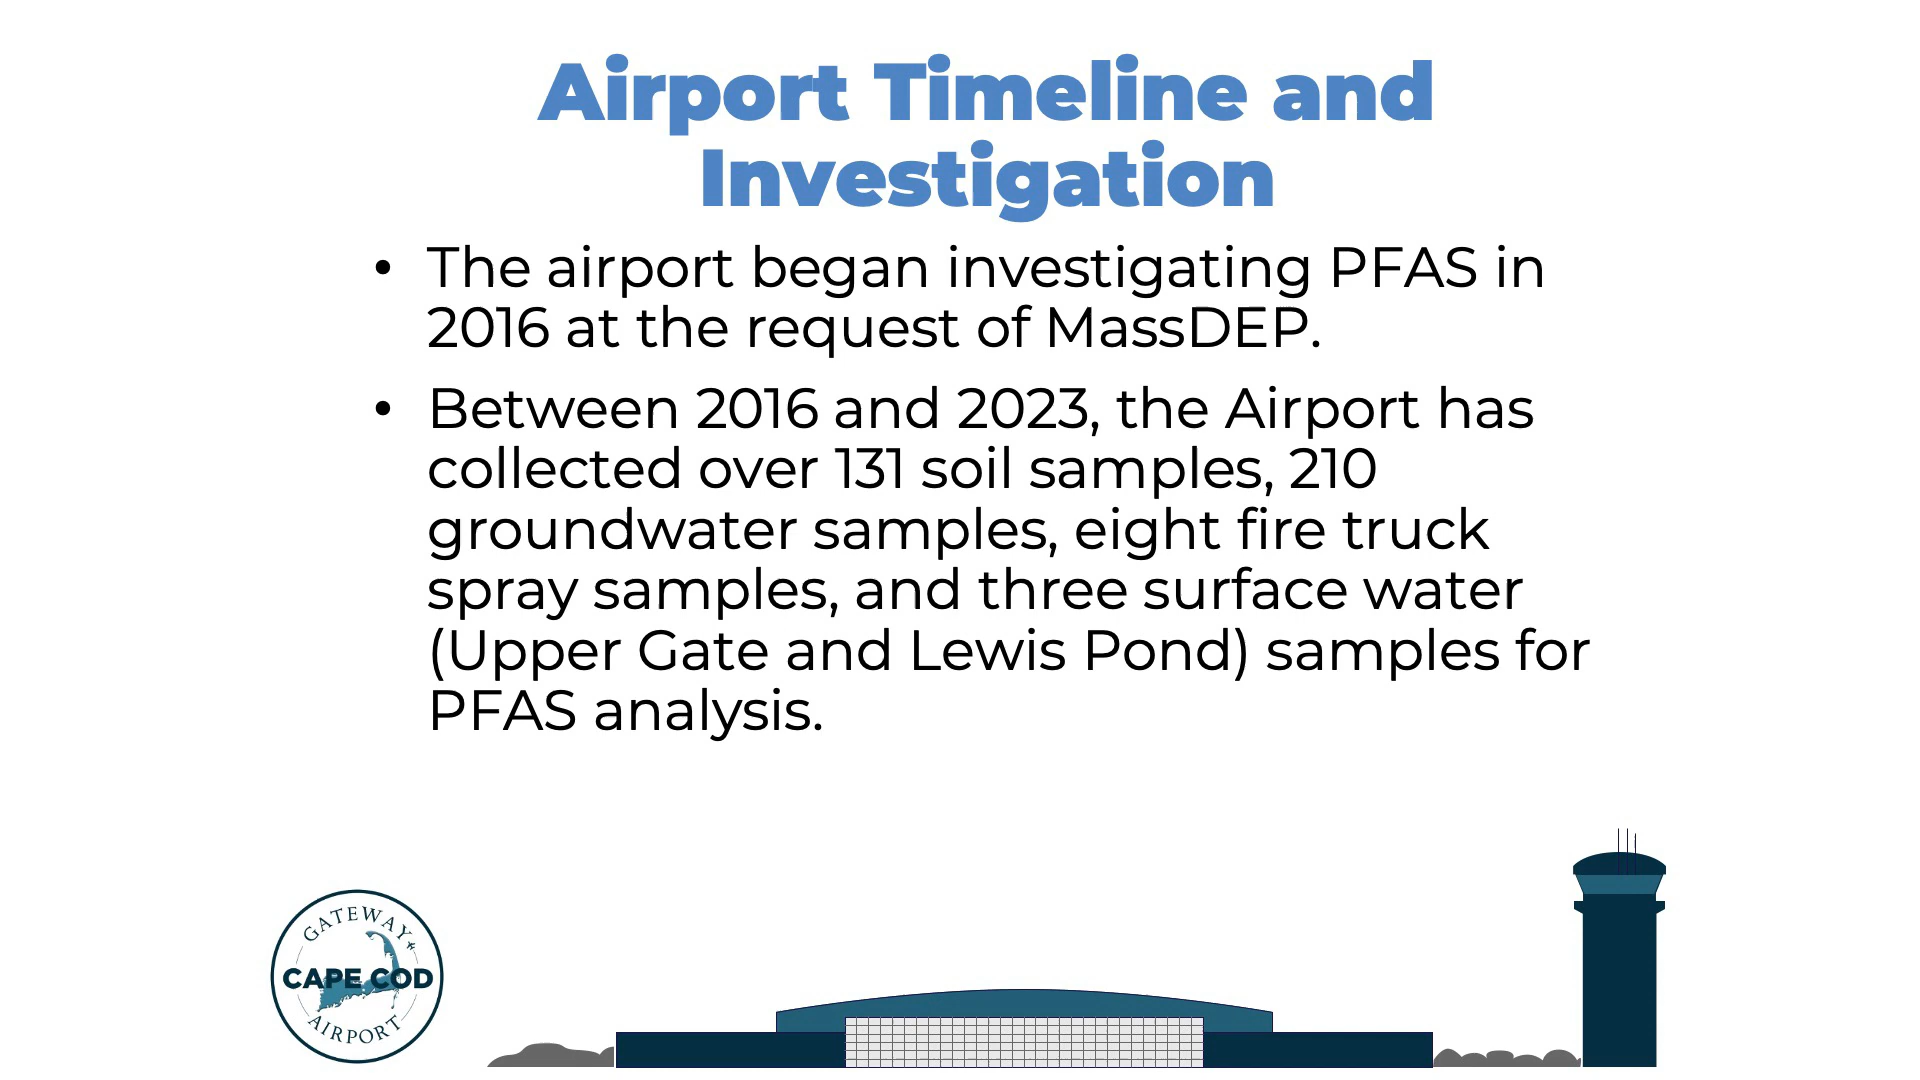 Airport Timeline and
Investigation
• The airport began investigating PFAS in
2016 at the request of MassDEP.
• Between 2016 and 2023, the Airport has
collected over 131 soil samples, 210
groundwater samples, eight fire truck
spray samples, and three surface water
(Upper Gate and Lewis Pond) samples for
PFAS analysis.
GATEWAY
CAPE COD
AIRPORT